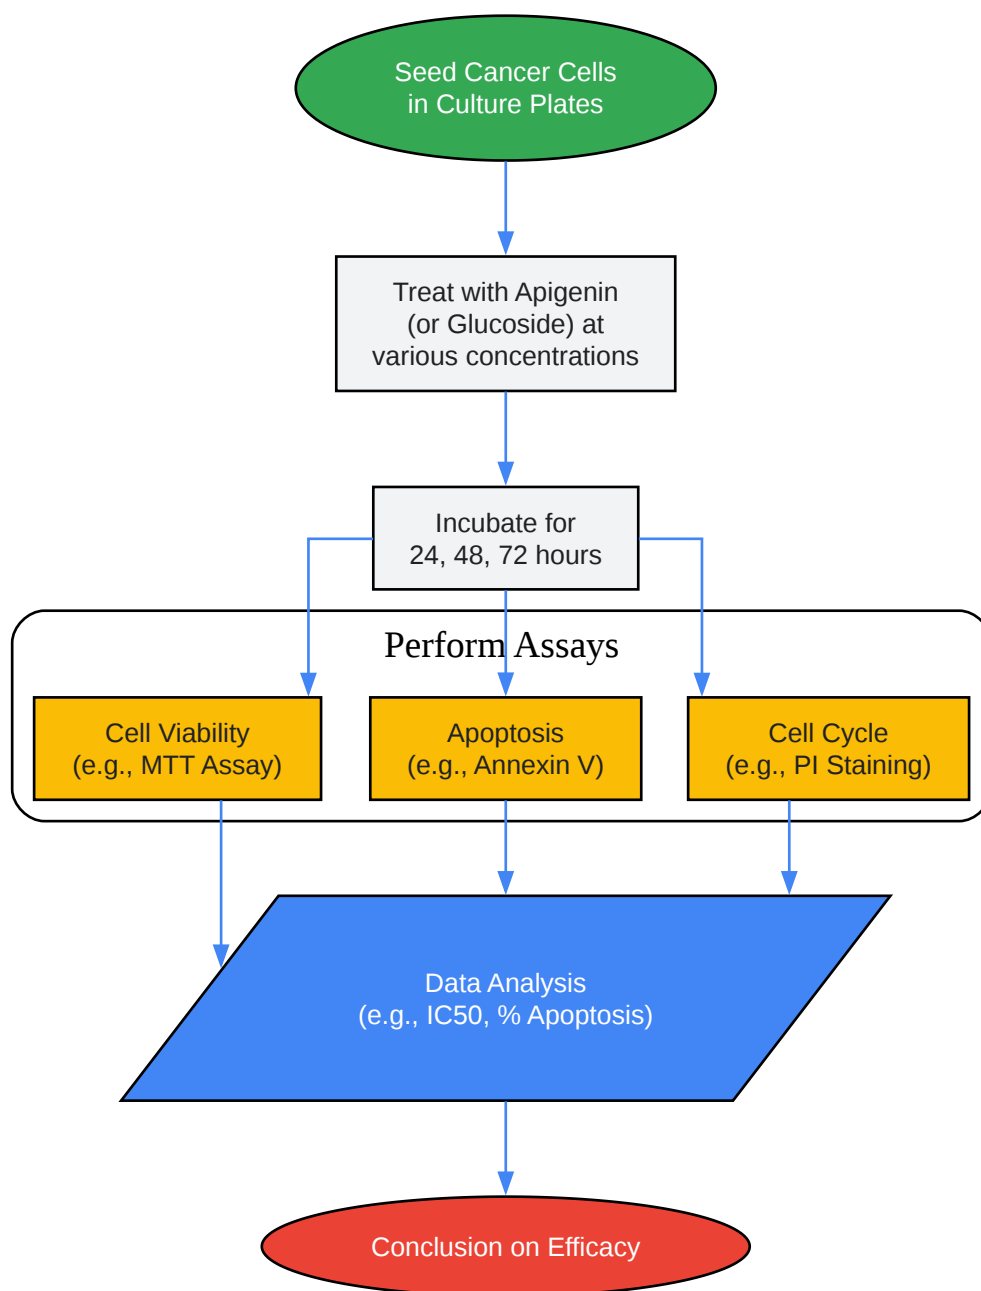 Seed Cancer Cells
in Culture Plates
Treat with Apigenin
(or Glucoside) at
various concentrations
Incubate for
24, 48, 72 hours
Perform Assays
Cell Viability
(e.g., MTT Assay)
Apoptosis
(e.g., Annexin V)
Cell Cycle
(e.g., PI Staining)
Data Analysis
(e.g., IC50, % Apoptosis)
Conclusion on Efficacy